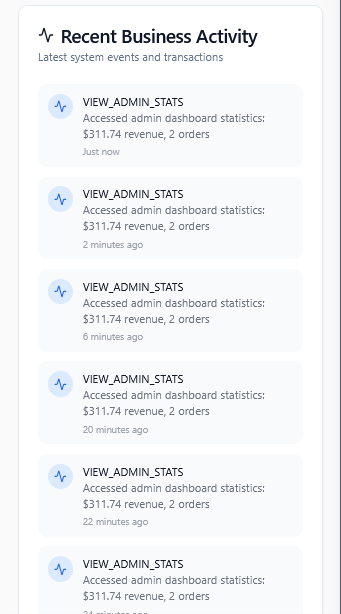 Recent Business Activity
Latest system events and transactions
VIEW_ADMIN_STATS
Accessed admin dashboard statistics:
$311.74 revenue, 2 orders
Just now
VIEW_ADMIN_STATS
Accessed admin dashboard statistics:
$311.74 revenue, 2 orders
2 minutes ago
VIEW_ADMIN_STATS
Accessed admin dashboard statistics:
$311.74 revenue, 2 orders
6 minutes ago
VIEW_ADMIN_STATS
Accessed admin dashboard statistics:
$311.74 revenue, 2 orders
20 minutes ago
VIEW_ADMIN_STATS
Accessed admin dashboard statistics:
$311.74 revenue, 2 orders
22 minutes ago
VIEW_ADMIN_STATS
Accessed admin dashboard statistics:
$311.74 revenue, 2 orders
minutes ago